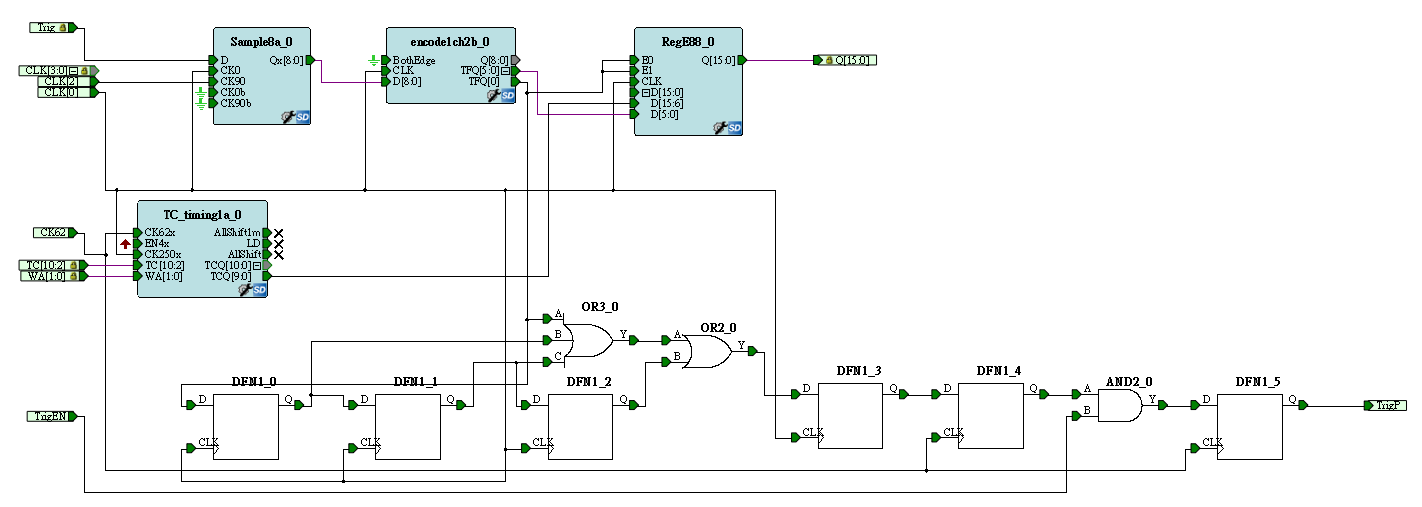 Trig
CLK[3:0]
CLK[2]
CLK[0]
Sample8a_0
D
CK0
CK90
CK0b
CK90b
Qx[8:0]
encode1ch2b_0
BothEdge
CLK
D[8:0]
Q[8:0]
TFQ[5:0]
TFQ[0]
RegE88_0
E0
E1
CLK
D[15:0]
D[15:6]
D[5:0]
Q[15:0]
Q[15:0]
SD
SD
SD
CK62
TC[10:2]
WA[1:0]
TC_timing1a_0
CK62x
EN4x
CK250x
TC[10:2]
WA[1:0]
AllShift1m
LD
AllShift
TCQ[10:0]
TCQ[9:0]
SD
OR3_0
A
B
C
Y
OR2_0
A
B
Y
TrigEN
DFN1_0
D
Q
CLK
DFN1_1
D
Q
CLK
DFN1_2
D
Q
CLK
DFN1_3
D
Q
CLK
DFN1_4
D
Q
CLK
AND2_0
A
B
Y
DFN1_5
D
Q
CLK
TrigP